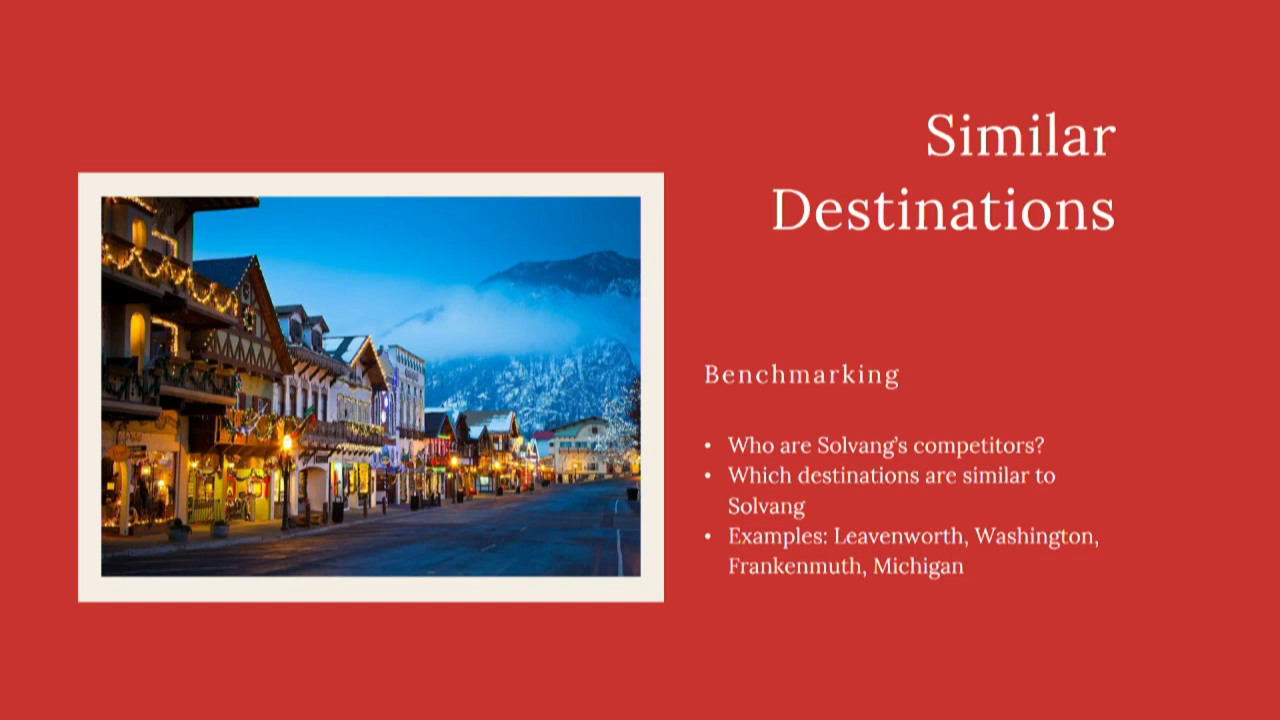 Similar
Destinations
Benchmarking
• Who are Solvang’s competitors?
• Which destinations are similar to
Solvang
• Examples: Leavenworth, Washington,
Frankenmuth, Michigan